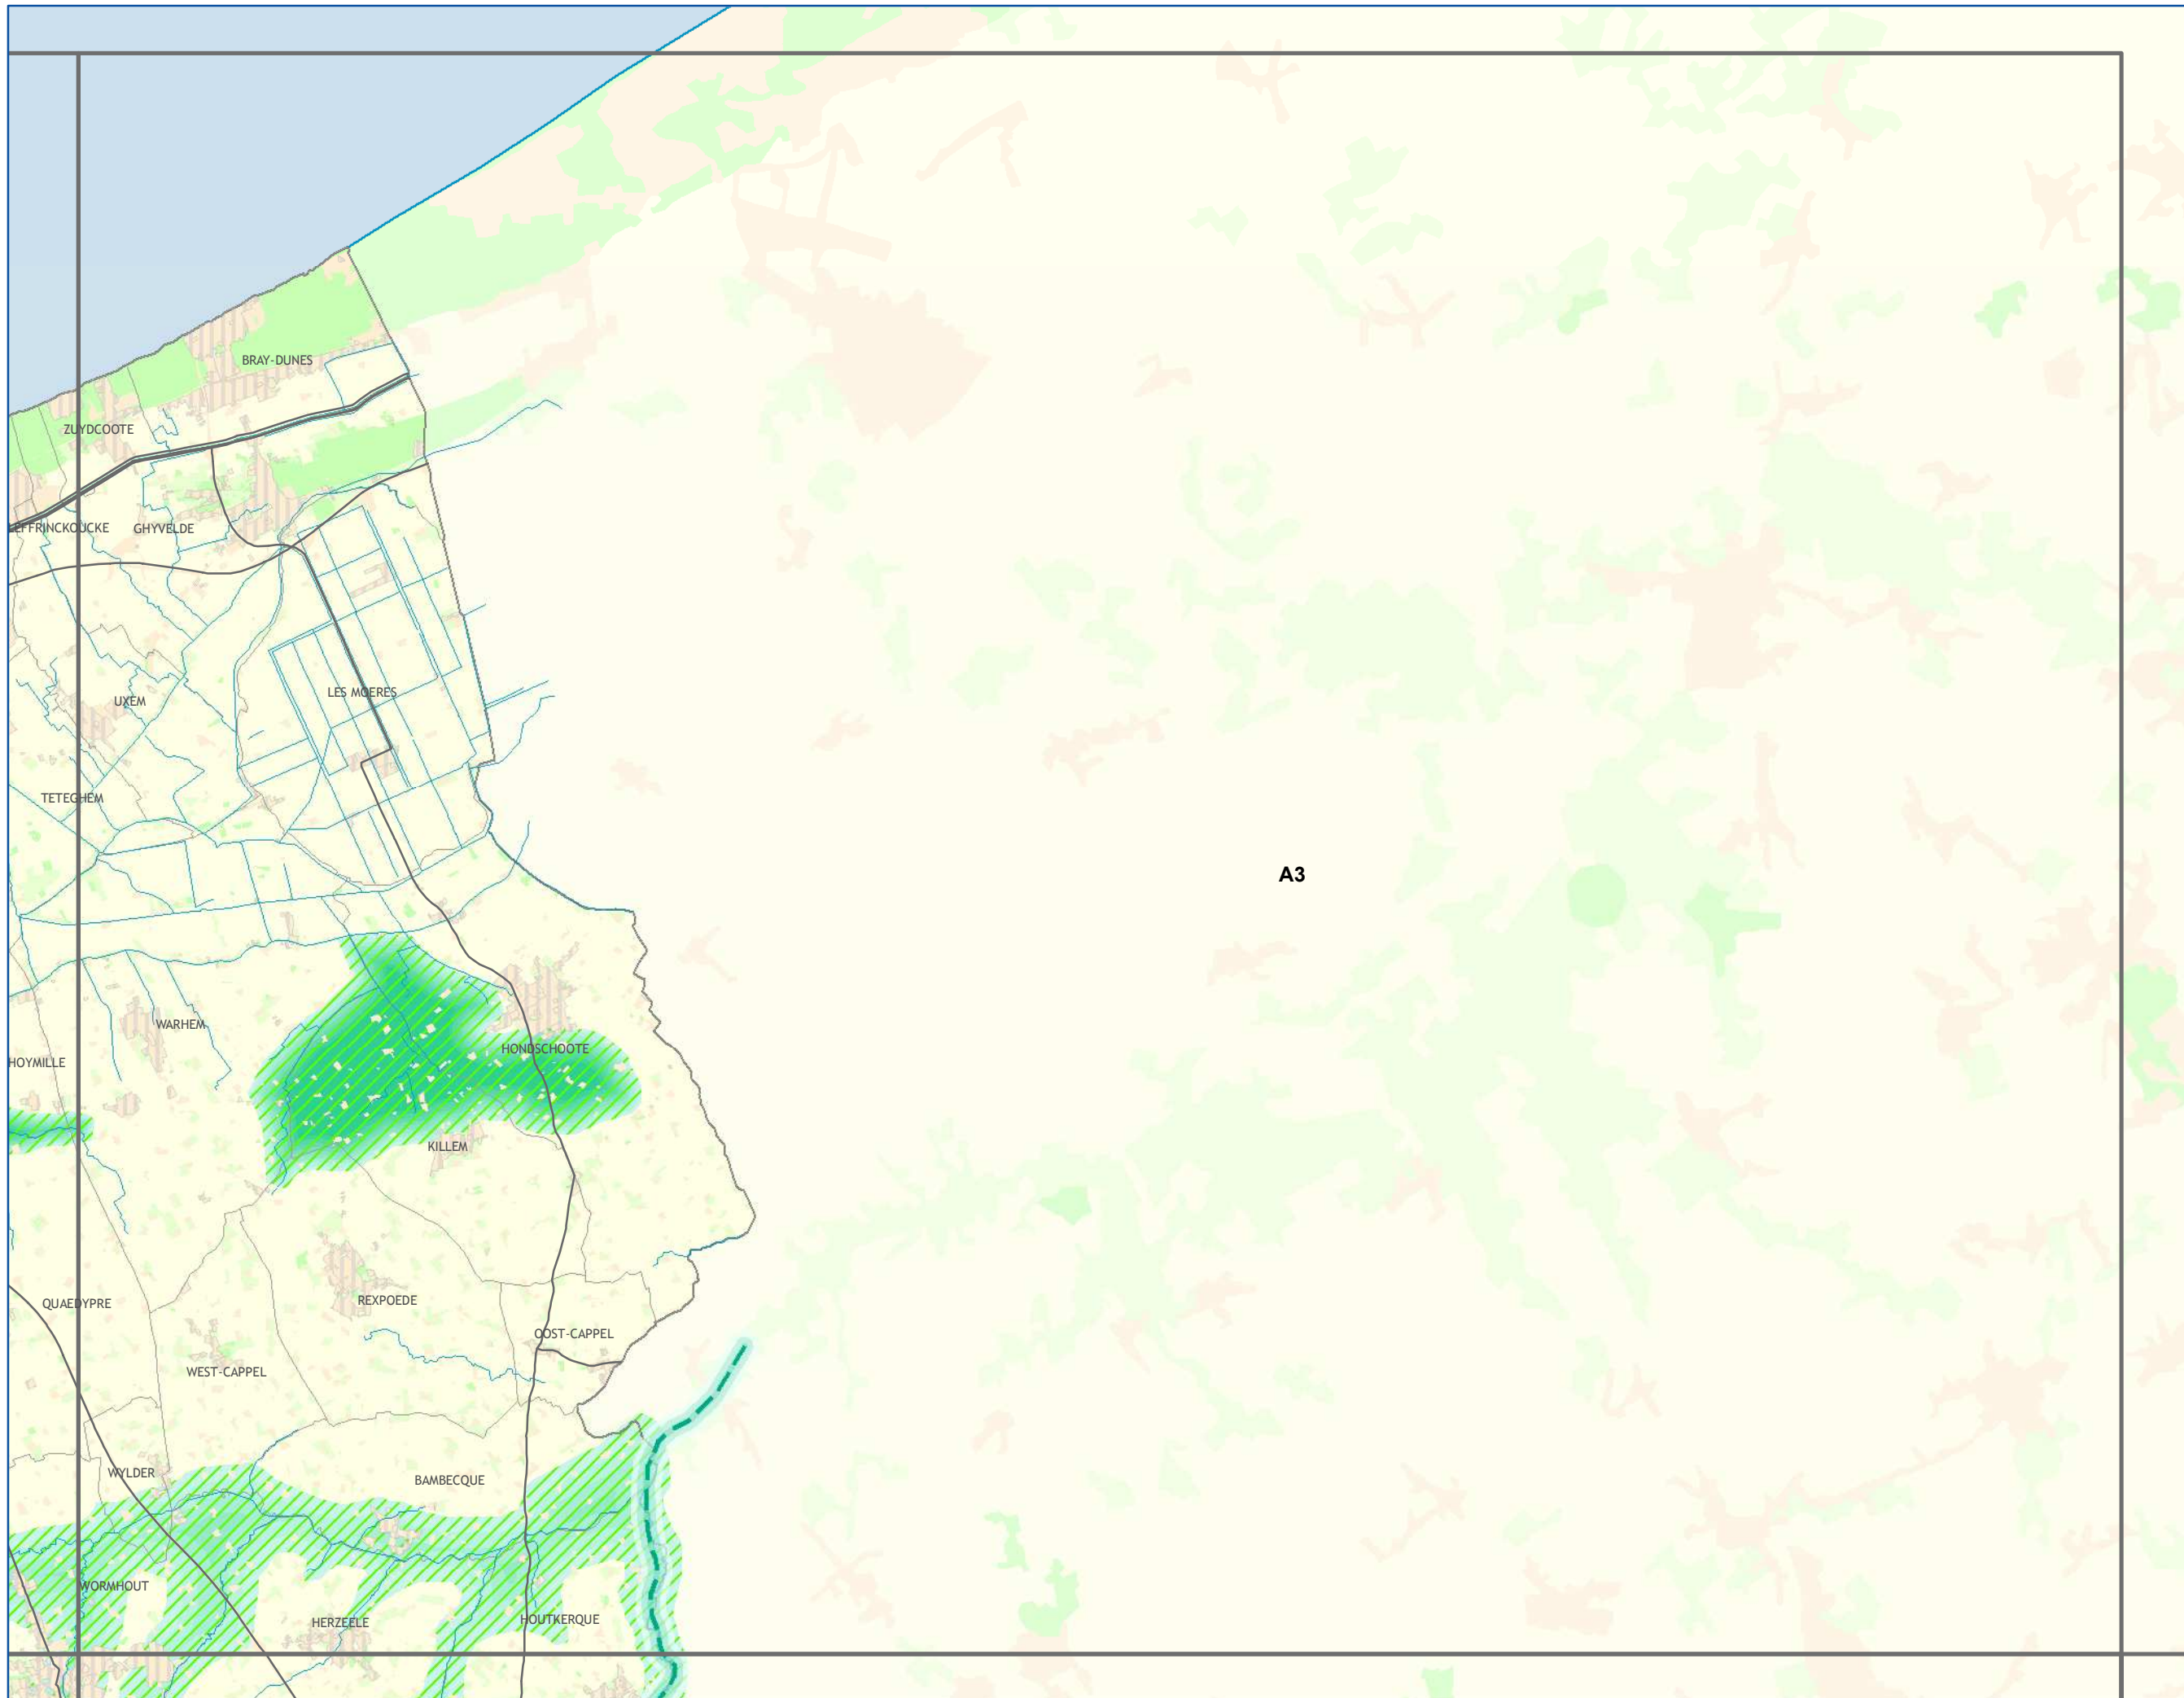 BRAY-DUNES
ZUYDCOOTE
LEFFRINCKOUCKE
GHYVELDE
LES MOERES
UXEM
TETEGHEM
A3
WARHEM
HONDSCHOOTE
HOYMILLE
KILLEM
REXPOEDE
QUAEDYPRE
OOST-CAPPEL
WEST-CAPPEL
WYLDER
BAMBECQUE
WORMHOUT
HOUTKERQUE
HERZEELE